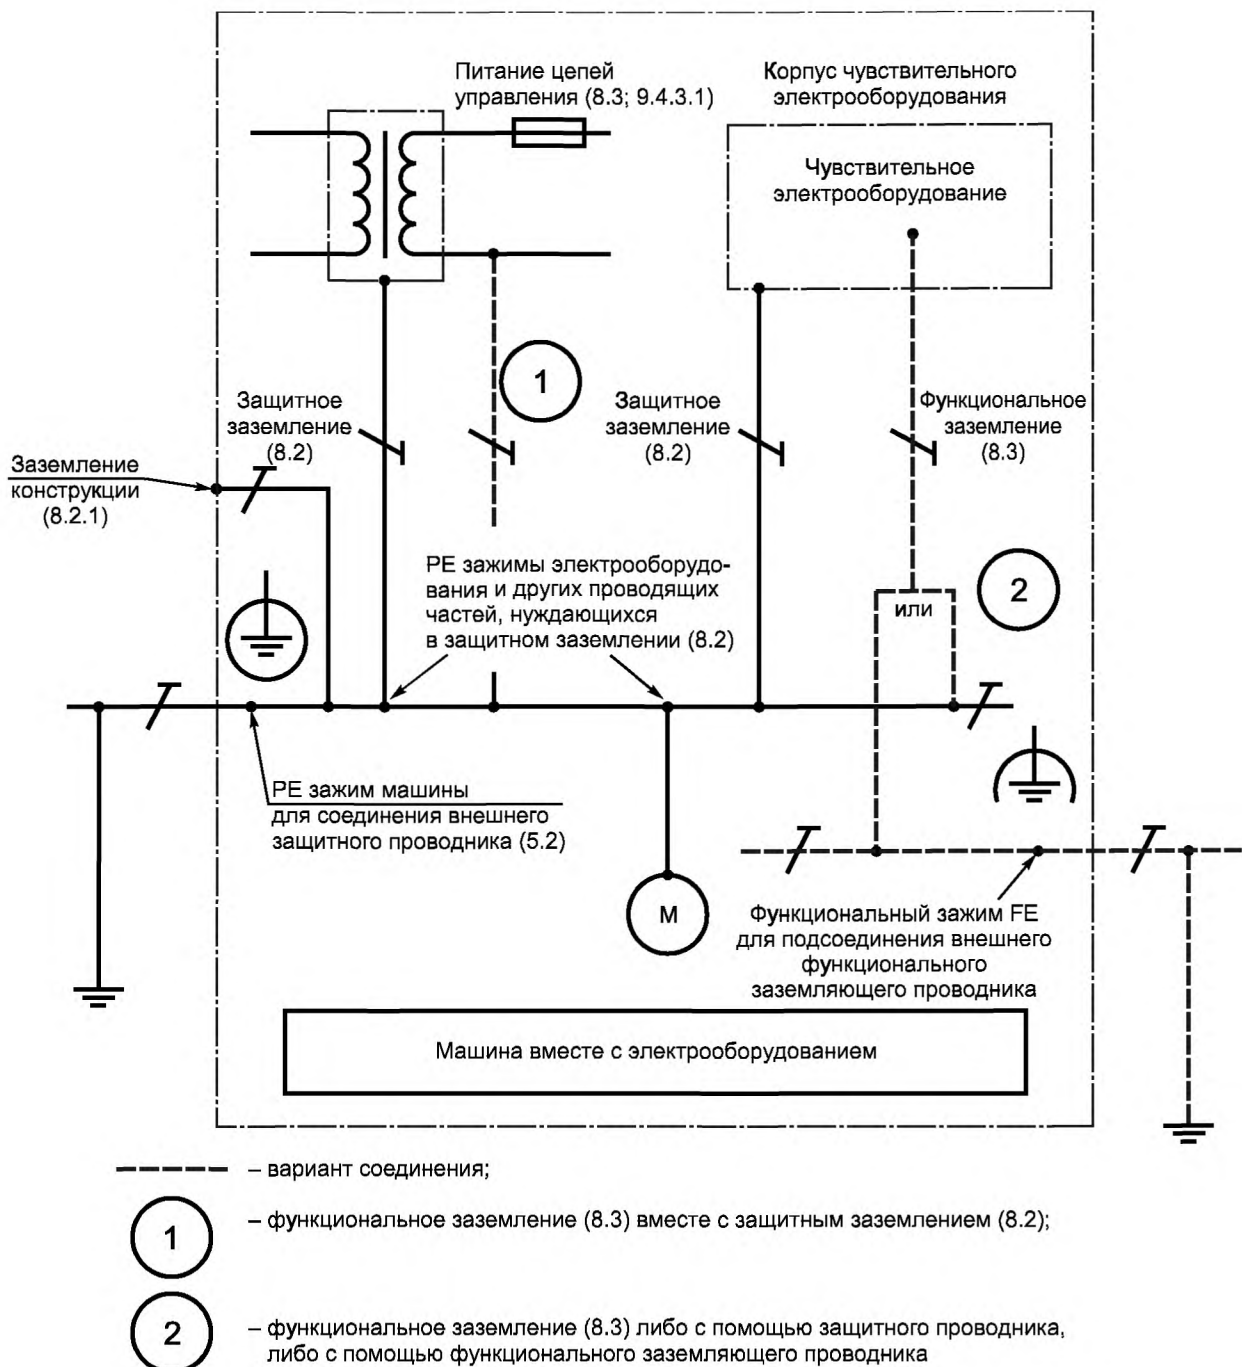 Питание цепей
управления (8.3; 9.4.3.1)
Корпус чувствительного
электрооборудования
Чувствительное
электрооборудование
1
Защитное
заземление
(8.2)
Защитное
заземление
(8.2)
Функциональное
заземление
(8.3)
Заземление
конструкции
(8.2.1)
PE зажимы электрооборудо-
вания и других проводящих
частей, нуждающихся
в защитном заземлении (8.2)
2
или
PE зажим машины
для соединения внешнего
защитного проводника (5.2)
M
Функциональный зажим FE
для подсоединения внешнего
функционального
заземляющего проводника
Машина вместе с электрооборудованием
– вариант соединения;
1
– функциональное заземление (8.3) вместе с защитным заземлением (8.2);
2
– функциональное заземление (8.3) либо с помощью защитного проводника,
либо с помощью функционального заземляющего проводника